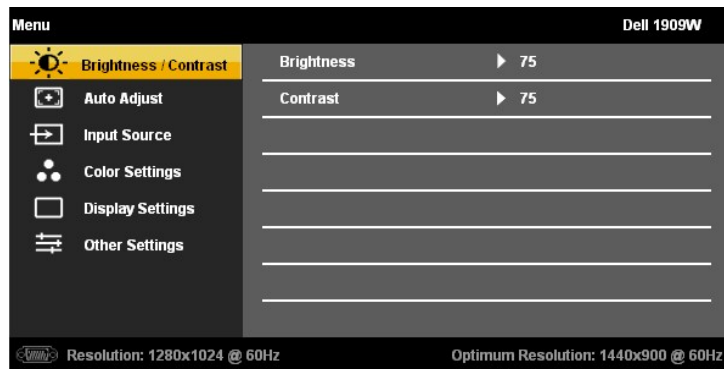 Menu Dell 1909W
Brightness / Contrast Brightness 75
Auto Adjust Contrast 75
Input Source
Color Settings
Display Settings
Other Settings
Resolution: 1280x1024 @ 60Hz Optimum Resolution: 1440x900 @ 60Hz